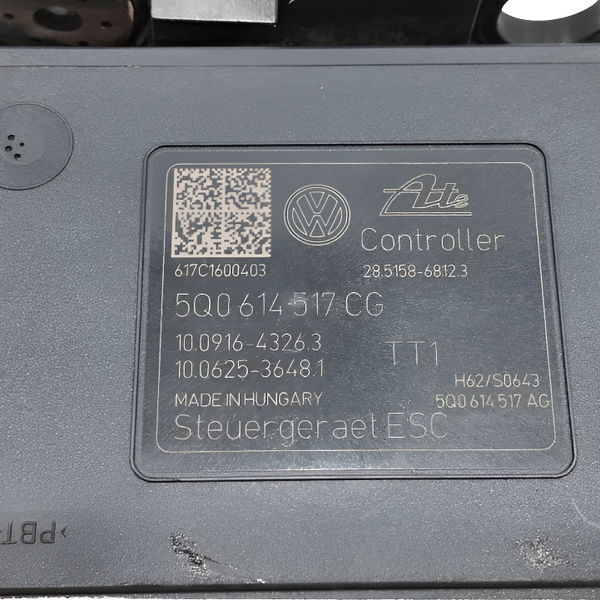 Ate
Controller
617C1600403
28.5158-6812.3
5Q0 614 517 CG
10.0916-4326.3
TT1
10.0625-3648.1
H62/S0643
MADE IN HUNGARY
5Q0 614 517 AG
Steuergeraet ESC
>PBT-